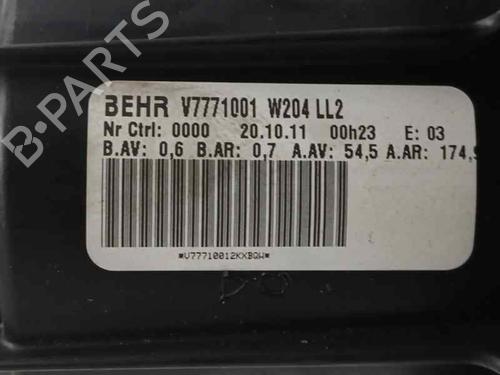 BEHR V7771001 W204 LL2
Nr Ctrl: 0000 20.10.11 00h23 E: 03
B.AV: 0,6 B.AR: 0,7 A.AV: 54,5 A.AR: 174,9
*V77710012KXBQW*
B-Parts